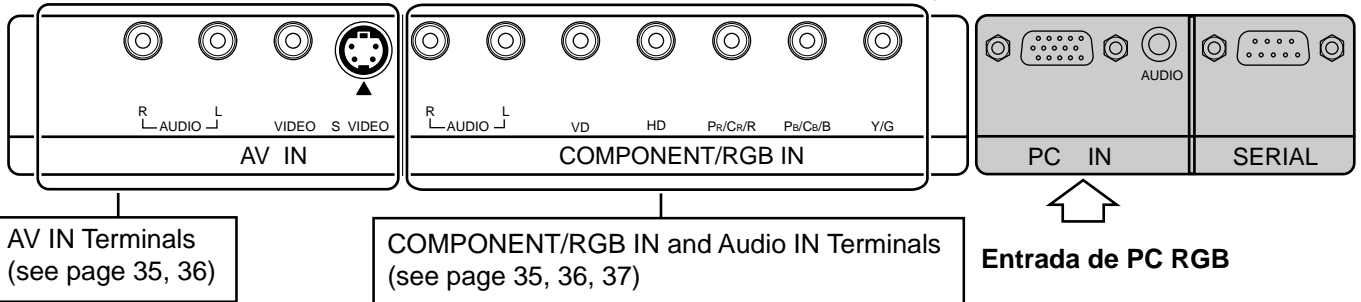 R L
AUDIO VIDEO S VIDEO
AV IN
R L
AUDIO VD HD PR/CR/R PB/CB/B Y/G
COMPONENT/RGB IN
AUDIO
PC IN
SERIAL
AV IN Terminals
(see page 35, 36)
COMPONENT/RGB IN and Audio IN Terminals
(see page 35, 36, 37)
Entrada de PC RGB